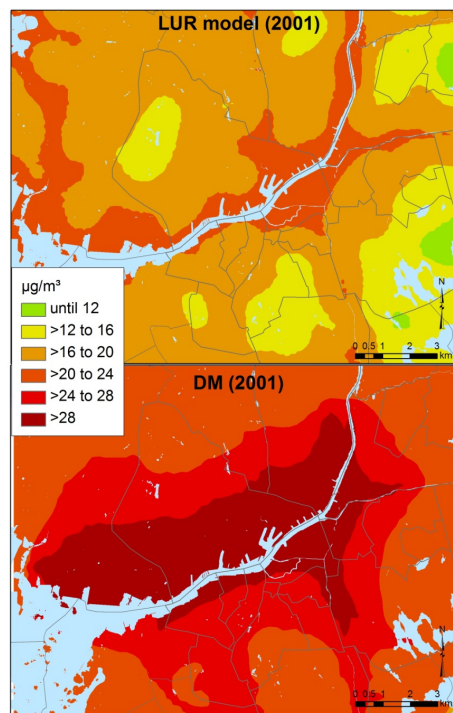 LUR model (2001)
µg/m³
until 12
>12 to 16
>16 to 20
>20 to 24
>24 to 28
>28
N
0 0.5 1 2 3
km
DM (2001)
N
0 0.5 1 2 3
km